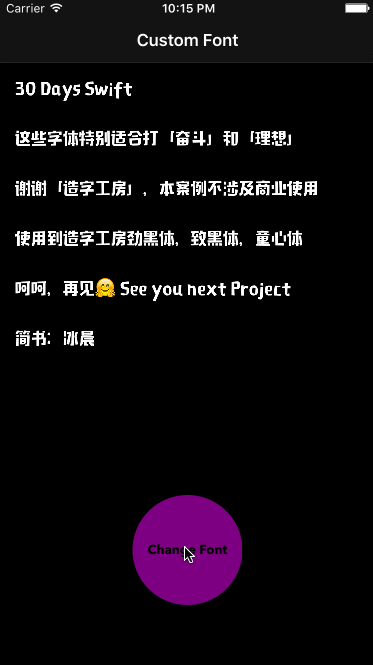 Carrier 10:15 PM
Custom Font
30 Days Swift
这些字体特别适合打「奋斗」和「理想」
谢谢「造字工房」，本案例不涉及商业使用
使用到造字工房劲黑体，致黑体，童心体
呵呵，再见🤗 See you next Project
简书：冰晨
Change Font